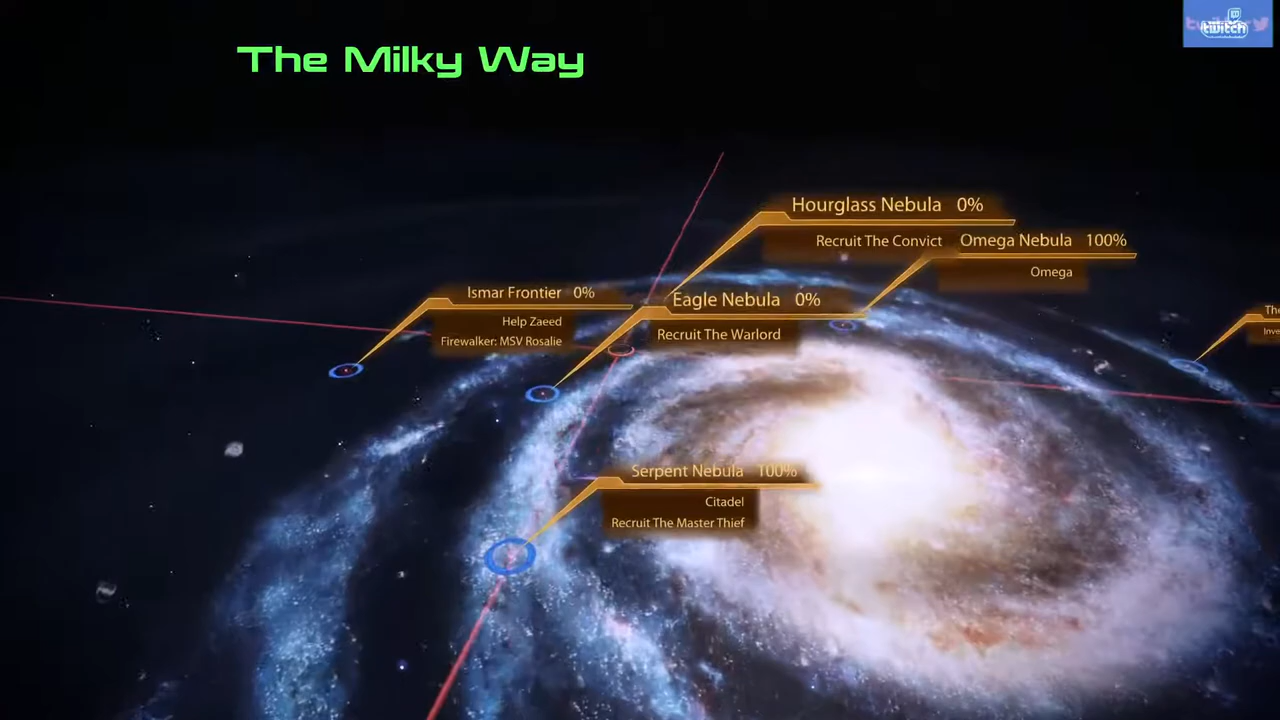 The Milky Way
twitch
Hourglass Nebula 0%
Recruit The Convict
Omega Nebula 100%
Omega
Ismar Frontier 0%
Help Zaeed
Firewalker: MSV Rosalie
Eagle Nebula 0%
Recruit The Warlord
Serpent Nebula 100%
Citadel
Recruit The Master Thief